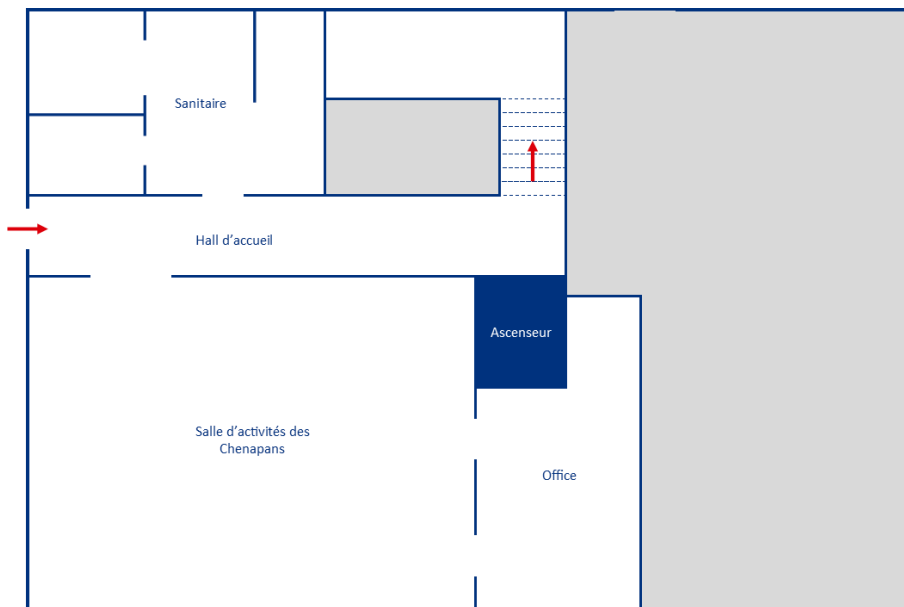 Sanitaire
Hall d'accueil
Ascenseur
Salle d'activités des
Chenapans
Office